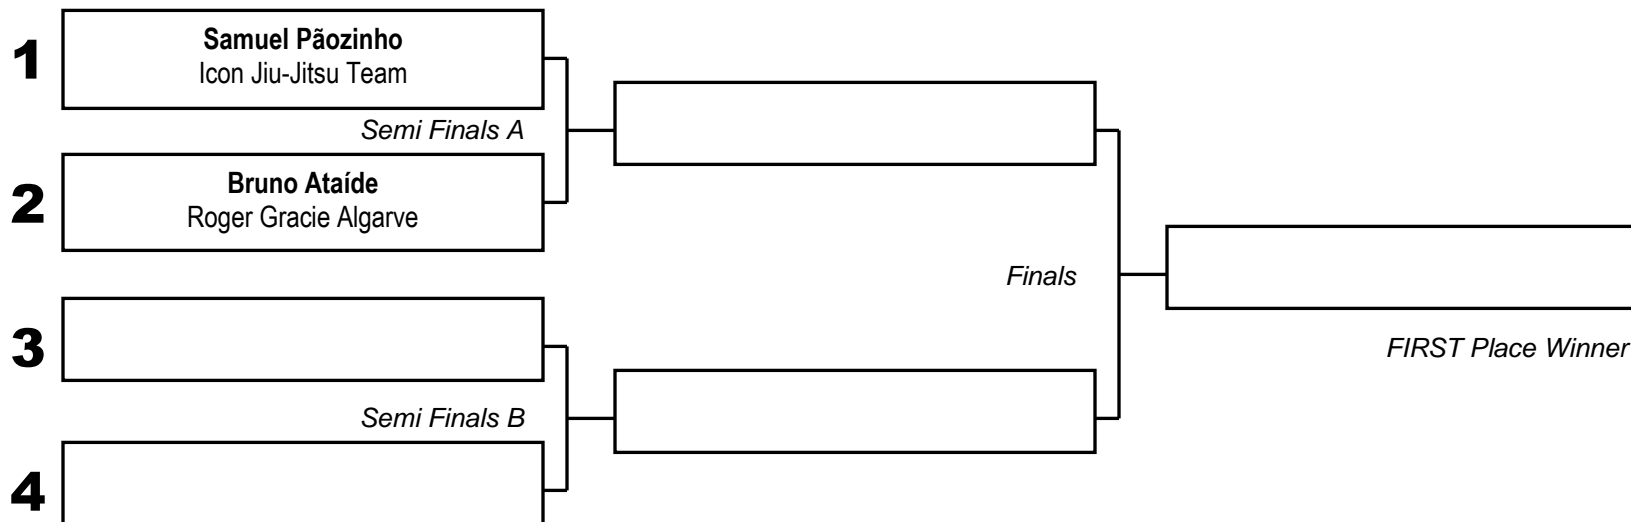 1
Samuel Pãozinho
Icon Jiu-Jitsu Team
Semi Finals A
2
Bruno Ataíde
Roger Gracie Algarve
Finals
FIRST Place Winner
3
Semi Finals B
4